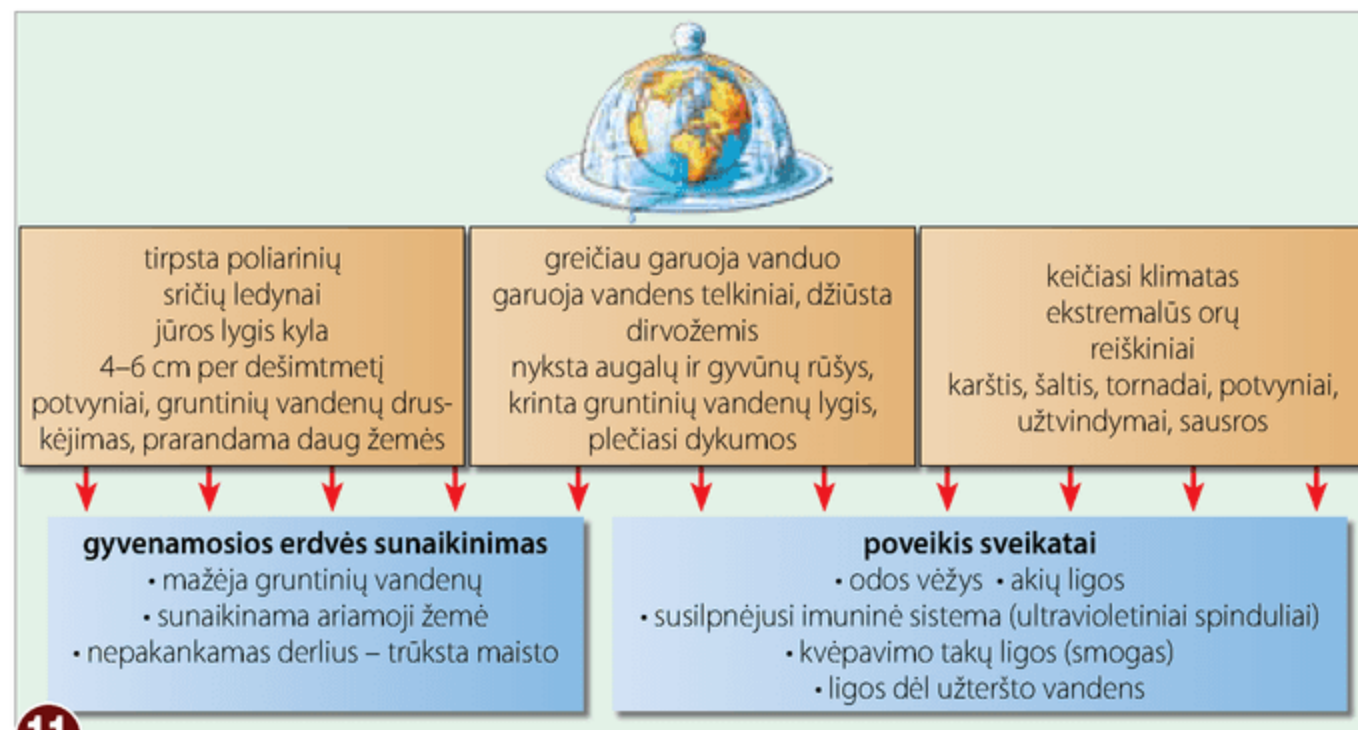 tirpsta poliarinių
sričių ledynai
jūros lygis kyla
4–6 cm per dešimtmetį
potvyniai, gruntinių vandenų drus-
kėjimas, prarandama daug žemės
greičiau garuoja vanduo
garuoja vandens telkiniai, džiūsta
dirvožemis
nyksta augalų ir gyvūnų rūšys,
krinta gruntinių vandenų lygis,
plečiasi dykumos
keičiasi klimatas
ekstremalūs orų
reiškiniai
karštis, šaltis, tornadai, potvyniai,
užtvindymai, sausros
gyvenamosios erdvės sunaikinimas
• mažėja gruntinių vandenų
• sunaikinama ariamoji žemė
• nepakankamas derlius – trūksta maisto
poveikis sveikatai
• odos vėžys • akių ligos
• susilpnėjusi imuninė sistema (ultravioletiniai spinduliai)
• kvėpavimo takų ligos (smogas)
• ligos dėl užteršto vandens
11